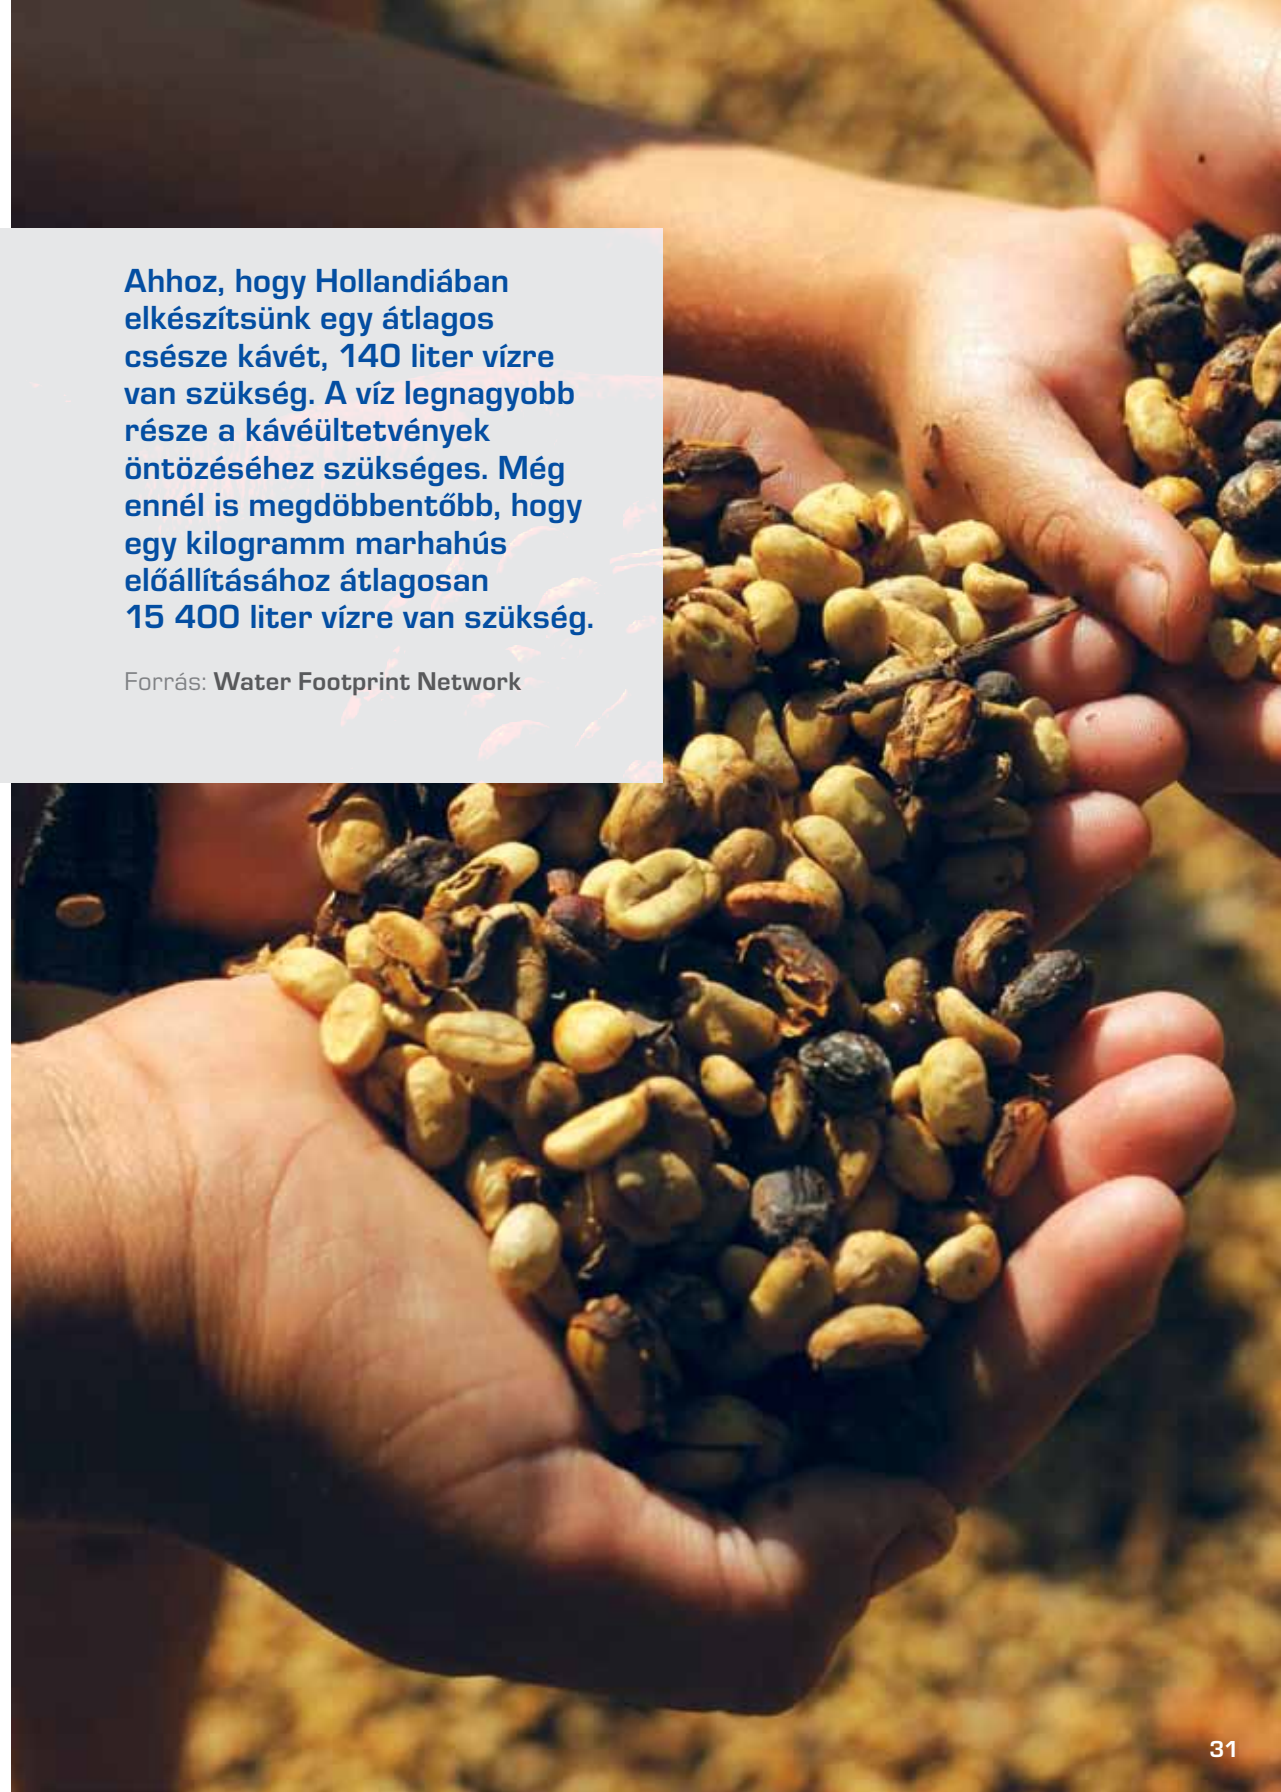 Ahhoz, hogy Hollandiában
elkészítsünk egy átlagos
csésze kávét, 140 liter vízre
van szükség. A víz legnagyobb
része a kávéültetvények
öntözéséhez szükséges. Még
ennél is megdöbbentőbb, hogy
egy kilogramm marhahús
előállításához átlagosan
15 400 liter vízre van szükség.
Forrás: Water Footprint Network
31